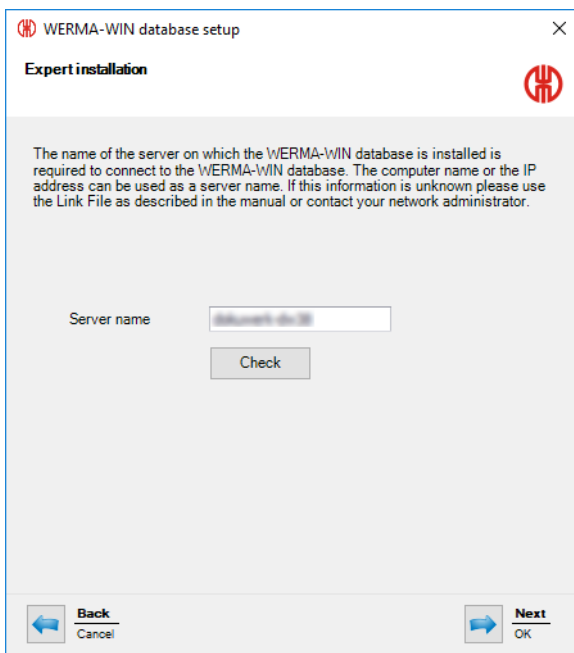 WERMA-WIN database setup
Expert installation
The name of the server on which the WERMA-WIN database is installed is
required to connect to the WERMA-WIN database. The computer name or the IP
address can be used as a server name. If this information is unknown please use
the Link File as described in the manual or contact your network administrator.
Server name
Check
Back
Cancel
Next
OK